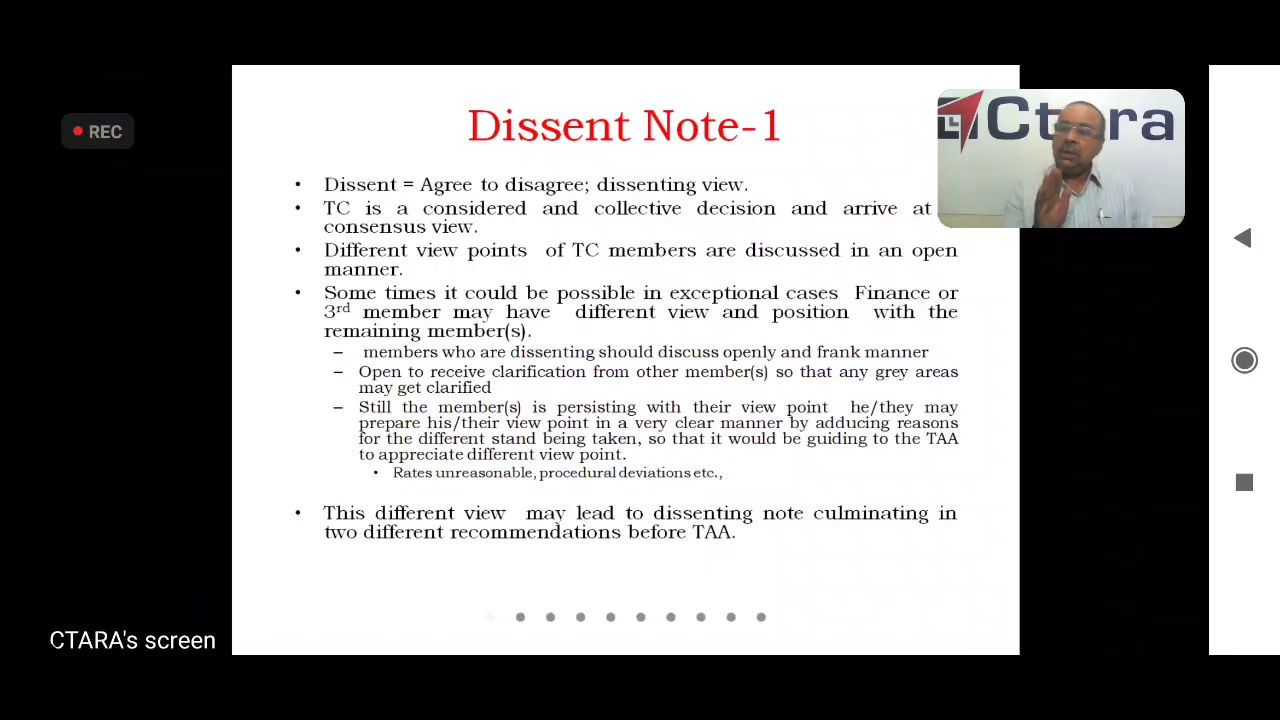 Dissent Note-1
REC
Ctara
• Dissent = Agree to disagree; dissenting view.
• TC is a considered and collective decision and arrive at
consensus view.
• Different view points of TC members are discussed in an open
manner.
• Some times it could be possible in exceptional cases Finance or
3rd member may have different view and position with the
remaining member(s).
– members who are dissenting should discuss openly and frank manner
– Open to receive clarification from other member(s) so that any grey areas
may get clarified
– Still the member(s) is persisting with their view point he/they may
prepare his/their view point in a very clear manner by adducing reasons
for the different stand being taken, so that it would be guiding to the TAA
to appreciate different view point.
• Rates unreasonable, procedural deviations etc.,
• This different view may lead to dissenting note culminating in
two different recommendations before TAA.
CTARA's screen